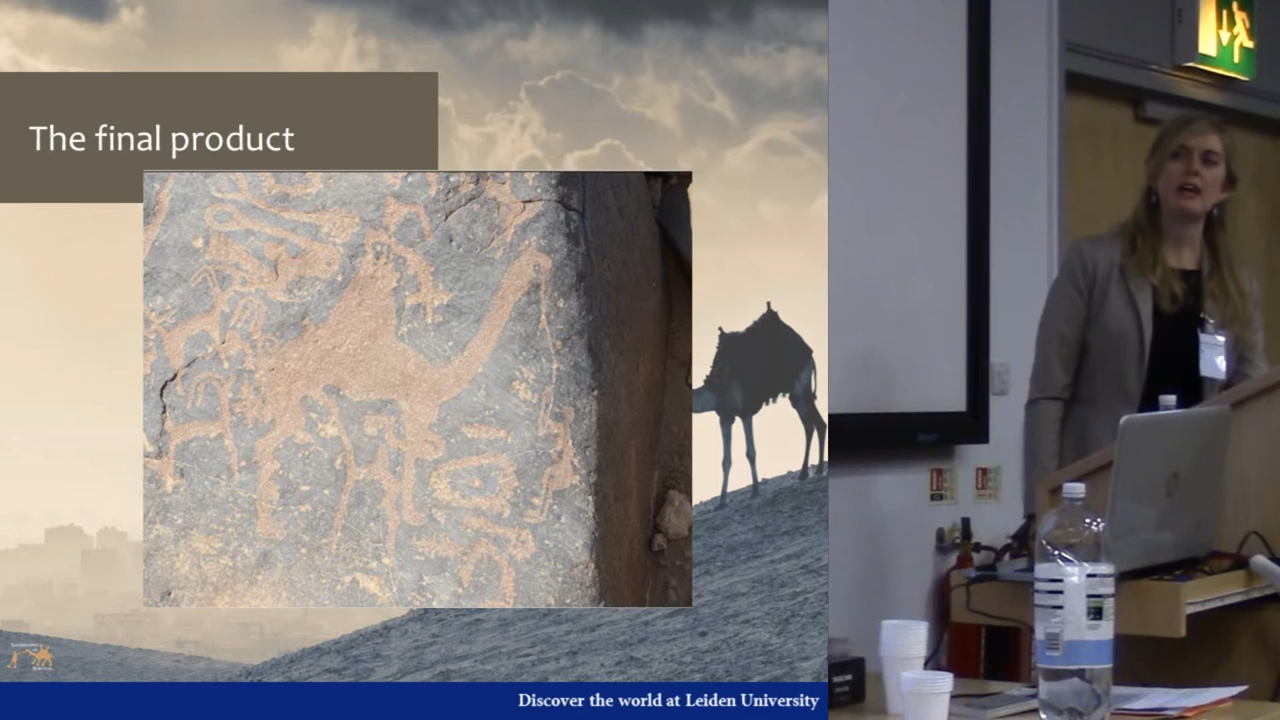 The final product
Discover the world at Leiden University